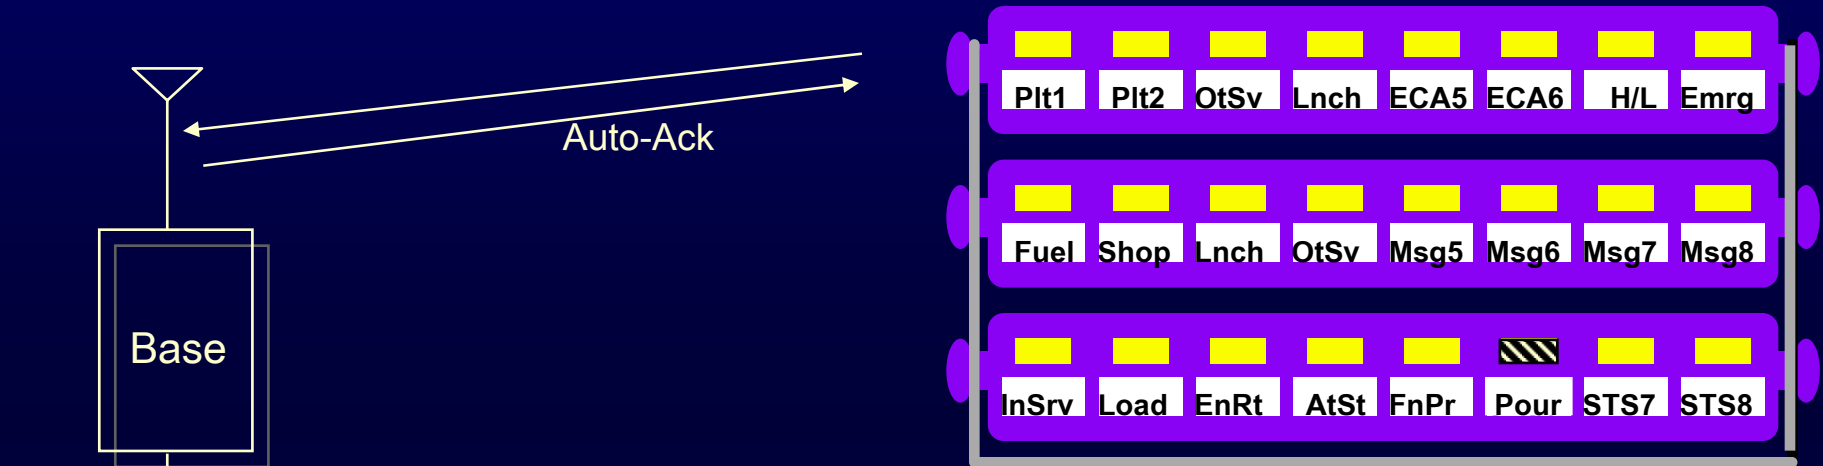 Auto-Ack
Base
Plt1 Plt2 OtSv Lnch ECA5 ECA6 H/L Emrg
Fuel Shop Lnch OtSv Msg5 Msg6 Msg7 Msg8
InSrv Load EnRt AtSt FnPr Pour STS7 STS8